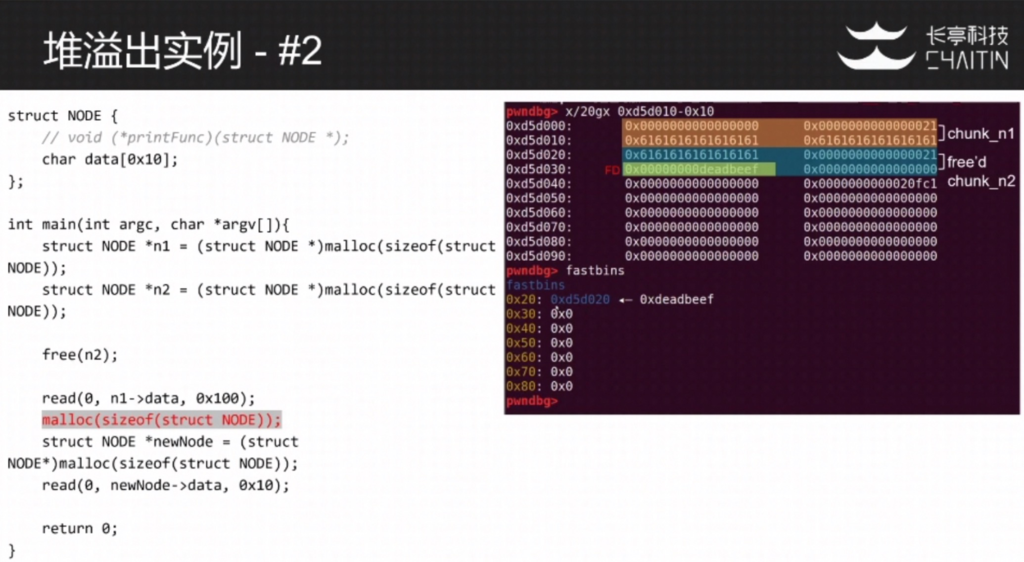 堆溢出实例 - #2
长亭科技
CHAITIN
struct NODE {
// void (*printFunc)(struct NODE *);
char data[0x10];
};
int main(int argc, char *argv[]){
struct NODE *n1 = (struct NODE *)malloc(sizeof(struct
NODE));
struct NODE *n2 = (struct NODE *)malloc(sizeof(struct
NODE));
free(n2);
read(0, n1->data, 0x100);
malloc(sizeof(struct NODE));
struct NODE *newNode = (struct
NODE*)malloc(sizeof(struct NODE));
read(0, newNode->data, 0x10);
return 0;
}
pwndbg> x/20gx 0xd5d010-0x10
0xd5d000: 0x0000000000000000 0x0000000000000021
0xd5d010: 0x6161616161616161 0x6161616161616161
chunk_n1
0xd5d020: 0x6161616161616161 0x0000000000000021
0xd5d030: FD 0x00000000deadbeef 0x0000000000000000
free'd
chunk_n2
0xd5d040: 0x0000000000000000 0x0000000000020fc1
0xd5d050: 0x0000000000000000 0x0000000000000000
0xd5d060: 0x0000000000000000 0x0000000000000000
0xd5d070: 0x0000000000000000 0x0000000000000000
0xd5d080: 0x0000000000000000 0x0000000000000000
0xd5d090: 0x0000000000000000 0x0000000000000000
pwndbg> fastbins
fastbins
0x20: 0xd5d020 ← 0xdeadbeef
0x30: 0x0
0x40: 0x0
0x50: 0x0
0x60: 0x0
0x70: 0x0
0x80: 0x0
pwndbg>